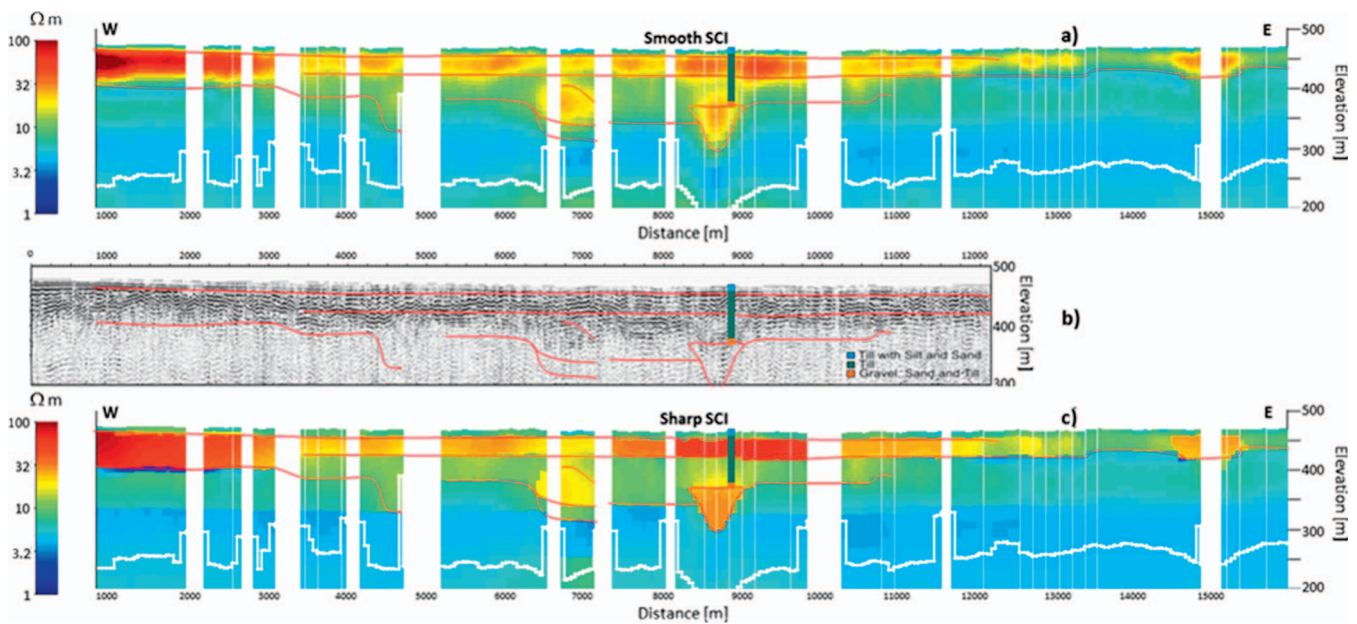 Ω m W Smooth SCI a) E
100
32
10
3.2
1
500
400
300
200
Elevation [m]
1000 2000 3000 4000 5000 6000 7000 8000 9000 10000 11000 12000 13000 14000 15000
Distance [m]
0 1000 2000 3000 4000 5000 6000 7000 8000 9000 10000 11000 12000
500
400
300
Elevation [m]
b)
Till with Silt and Sand
Till
Gravel, Sand and Till
Ω m W Sharp SCI c) E
100
32
10
3.2
1
500
400
300
200
Elevation [m]
1000 2000 3000 4000 5000 6000 7000 8000 9000 10000 11000 12000 13000 14000 15000
Distance [m]